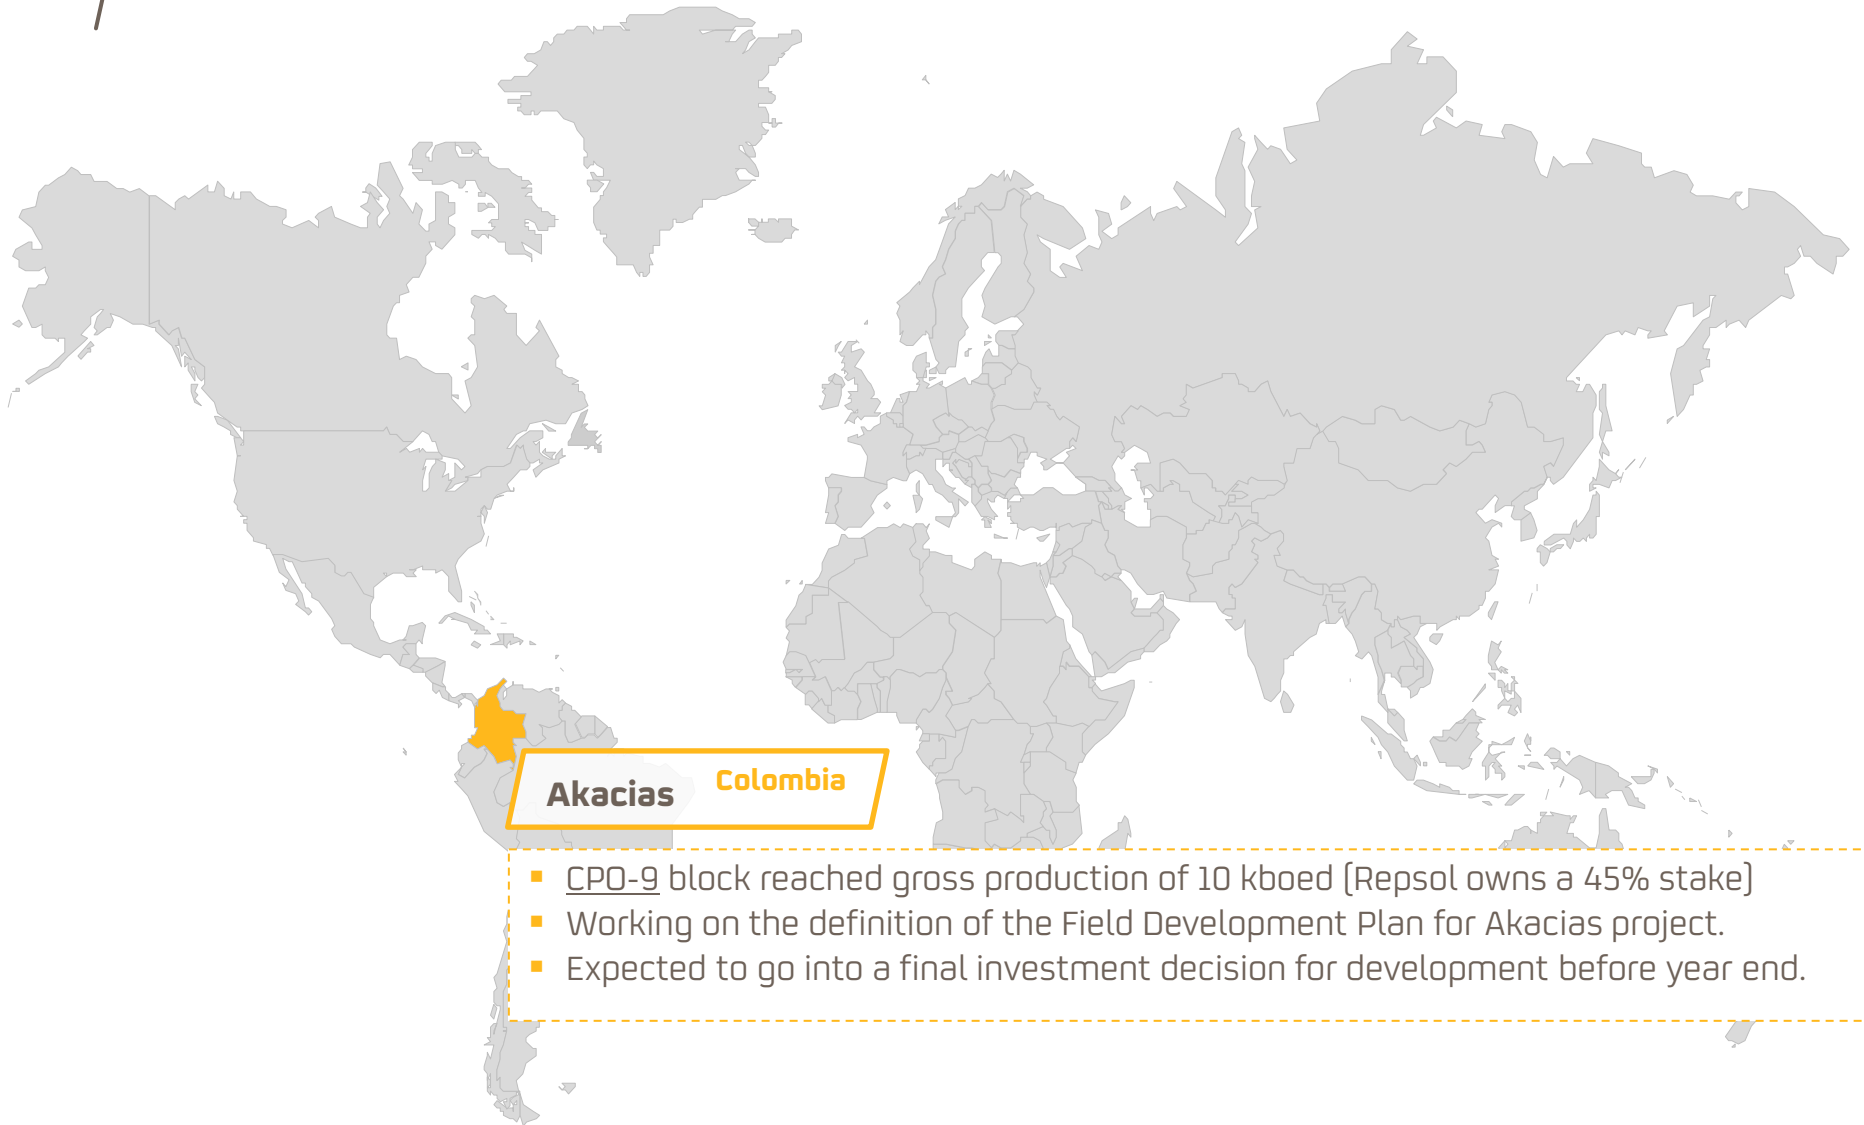 Akacias Colombia
▪ CPO-9 block reached gross production of 10 kboed (Repsol owns a 45% stake)
▪ Working on the definition of the Field Development Plan for Akacias project.
▪ Expected to go into a final investment decision for development before year end.